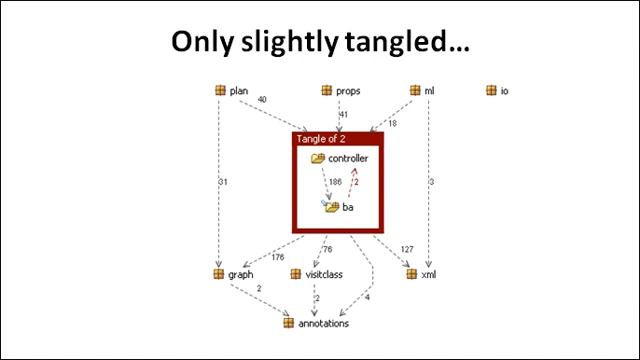 Only slightly tangled…
plan
props
ml
io
40
41
18
Tangle of 2
controller
31
186
2
3
ba
176
76
127
graph
visitclass
xml
2
2
4
annotations